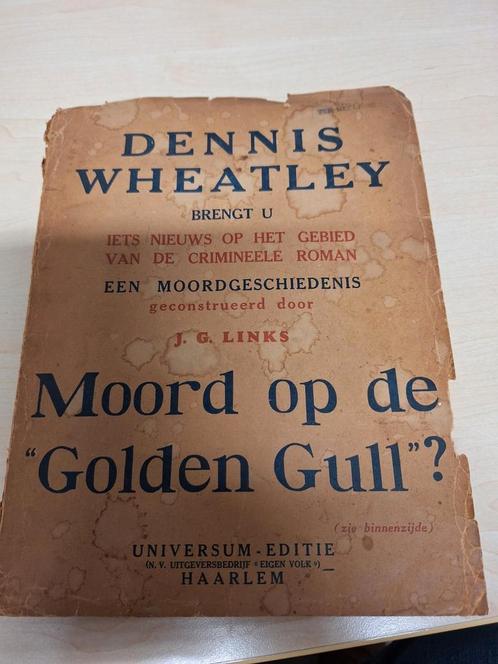 DENNIS
WHEATLEY
BRENGT U
IETS NIEUWS OP HET GEBIED
VAN DE CRIMINEELE ROMAN
EEN MOORDGESCHIEDENIS
geconstrueerd door
J. G. LINKS
Moord op de
"Golden Gull"?
(zie binnenzijde)
UNIVERSUM-EDITIE
(N. V. UITGEVERSBEDRIJF « EIGEN VOLK »)
HAARLEM